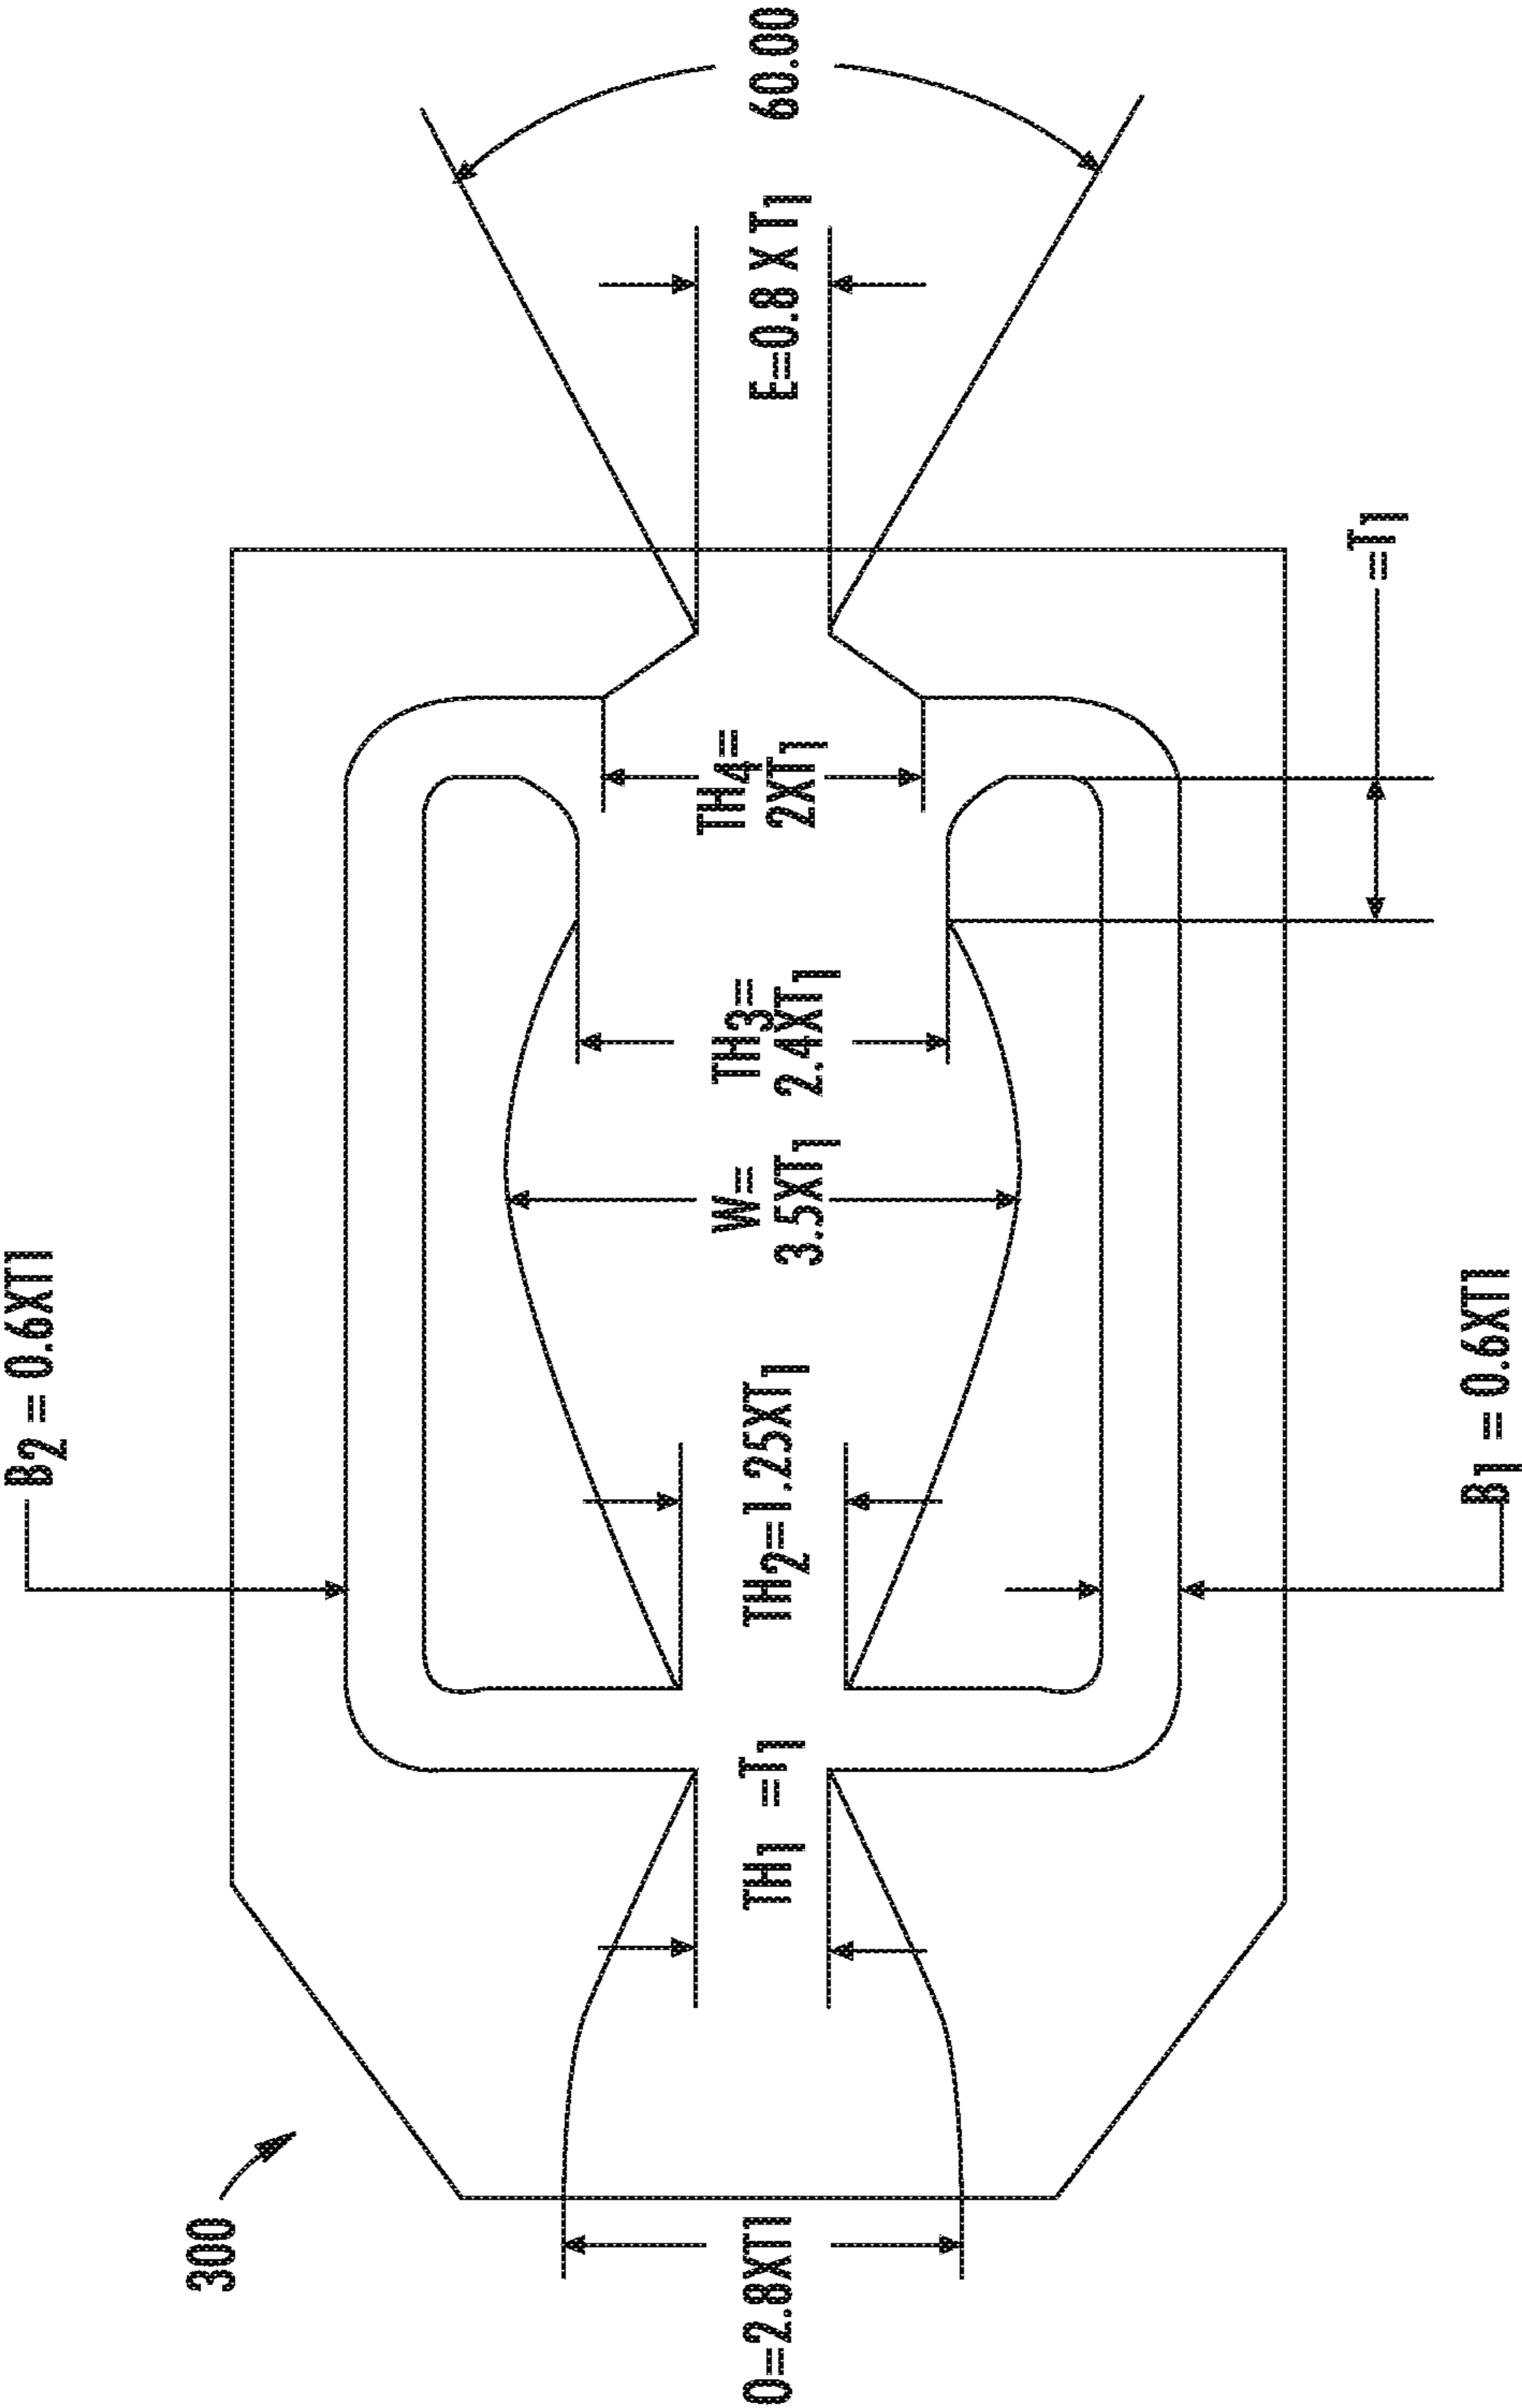 300
B2 = 0.6XT1
O=2.8XT1
TH1 =T1
TH2=1.25XT1
W=
3.5XT1
TH3=
2.4XT1
TH4=
2XT1
E=0.8 X T1
60.00
B1 = 0.6XT1
=T1